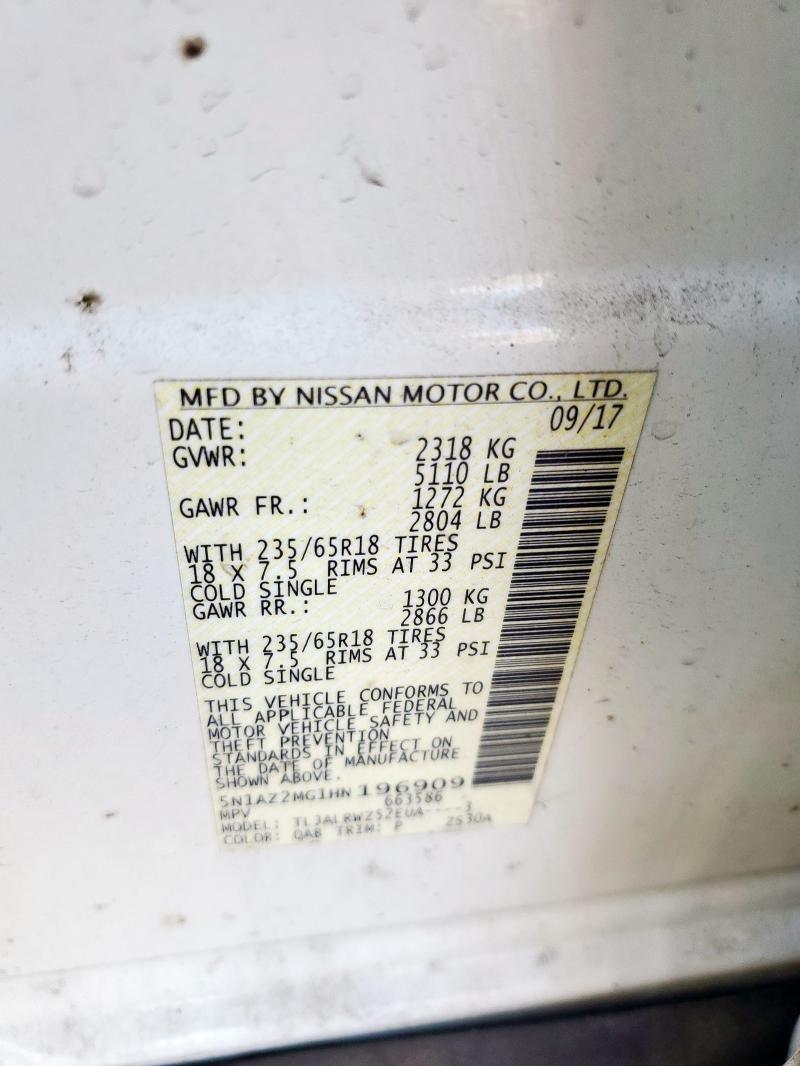 MFD BY NISSAN MOTOR CO., LTD.
DATE: 09/17
GVWR: 2318 KG
5110 LB
GAWR FR.: 1272 KG
2804 LB
WITH 235/65R18 TIRES
18 X 7.5 RIMS AT 33 PSI
COLD SINGLE
GAWR RR.: 1300 KG
2866 LB
WITH 235/65R18 TIRES
18 X 7.5 RIMS AT 33 PSI
COLD SINGLE
THIS VEHICLE CONFORMS TO
ALL APPLICABLE FEDERAL
MOTOR VEHICLE SAFETY AND
THEFT PREVENTION
STANDARDS IN EFFECT ON
THE DATE OF MANUFACTURE
SHOWN ABOVE.
5N1AZ2MG1HN196909
MPV 663586
MODEL: TLJALRWZ52EUA----3
COLOR: QAB TRIM: P 2530A